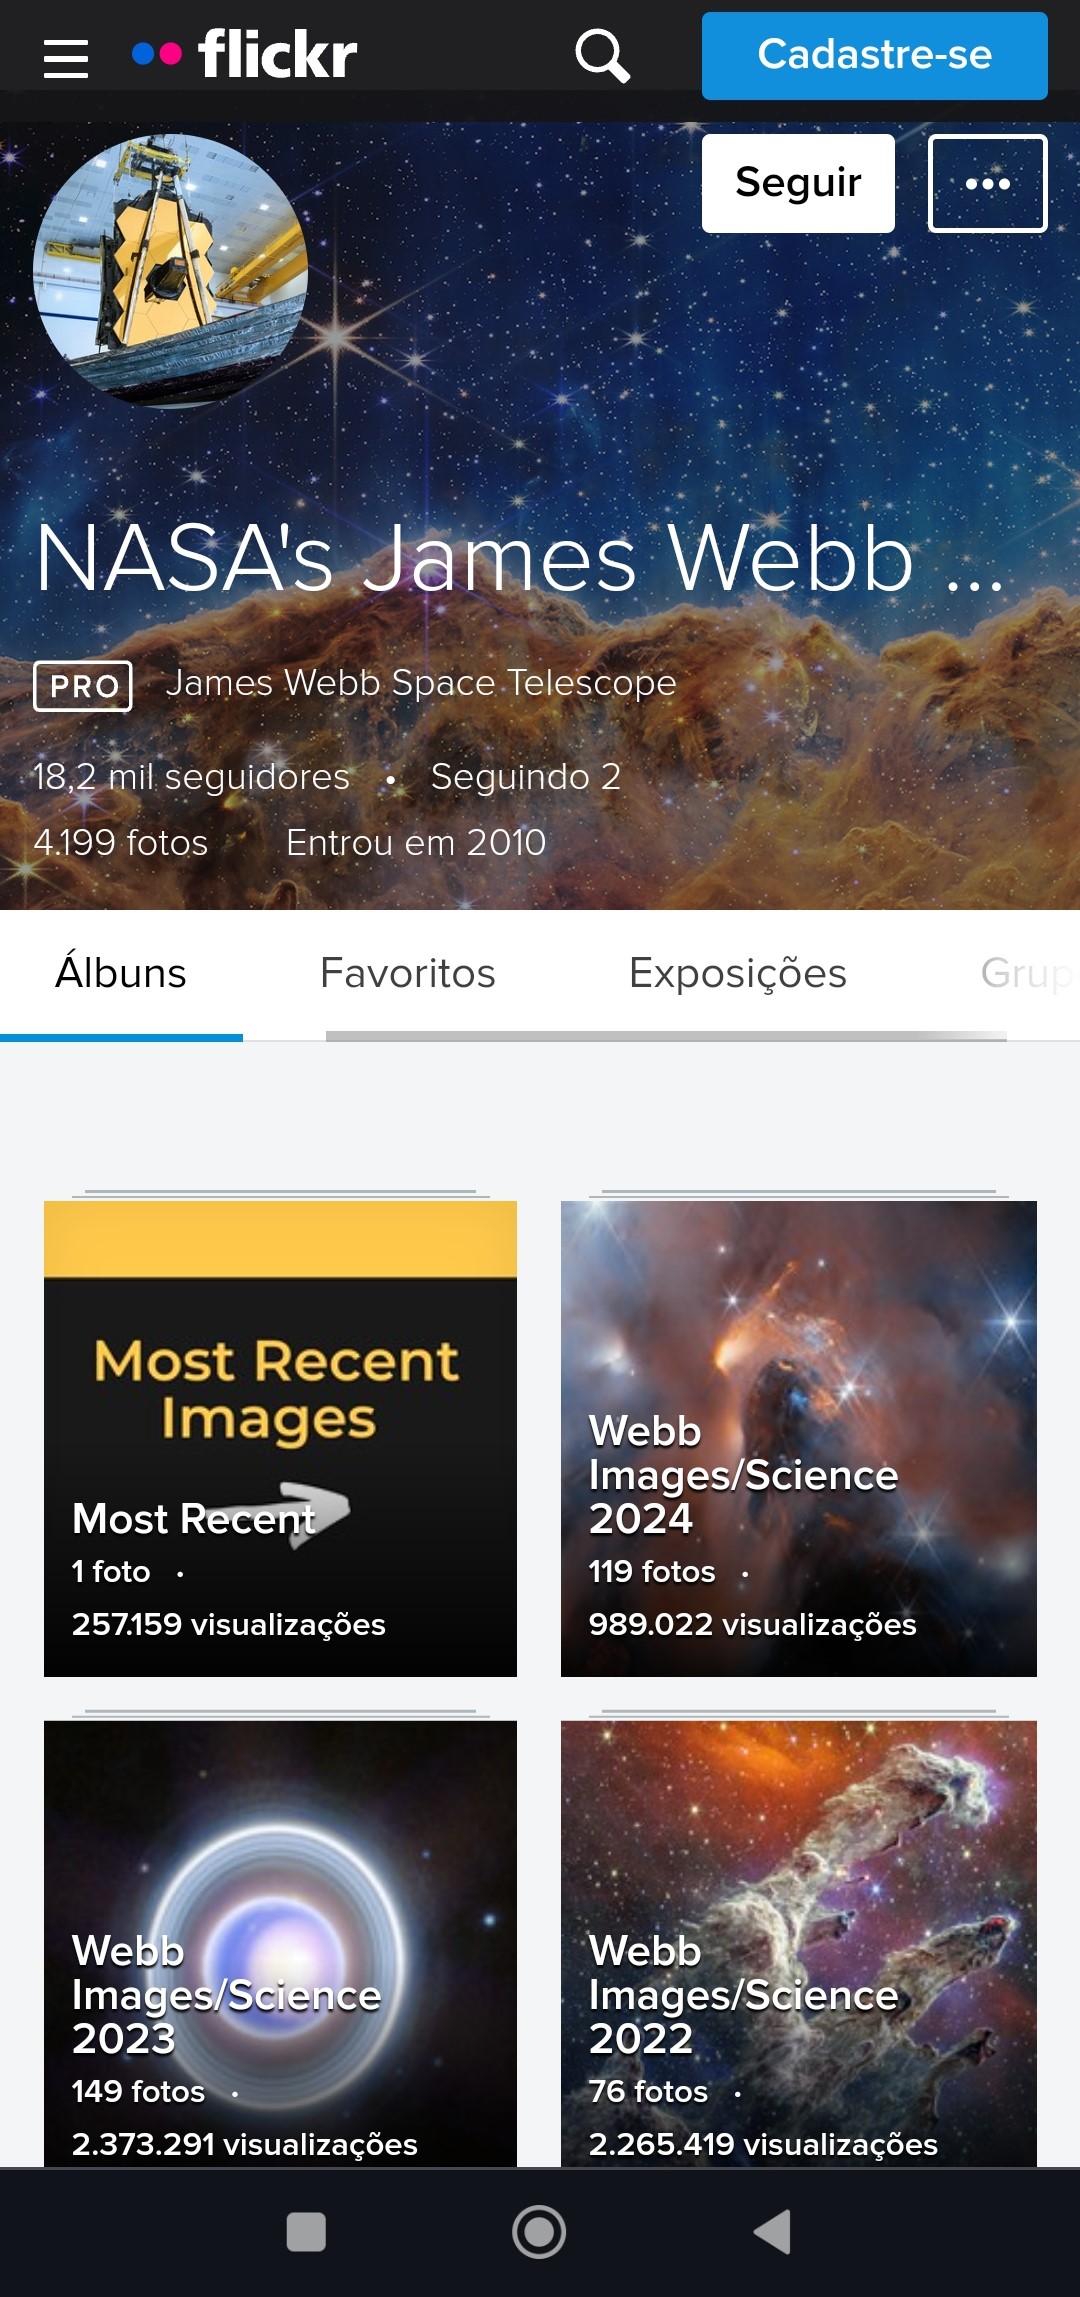 flickr
Cadastre-se
Seguir
NASA's James Webb ...
PRO James Webb Space Telescope
18,2 mil seguidores • Seguindo 2
4.199 fotos Entrou em 2010
Álbuns Favoritos Exposições Grup
Most Recent
Images
Most Recent
1 foto •
257.159 visualizações
Webb
Images/Science
2024
119 fotos •
989.022 visualizações
Webb
Images/Science
2023
149 fotos •
2.373.291 visualizações
Webb
Images/Science
2022
76 fotos •
2.265.419 visualizações